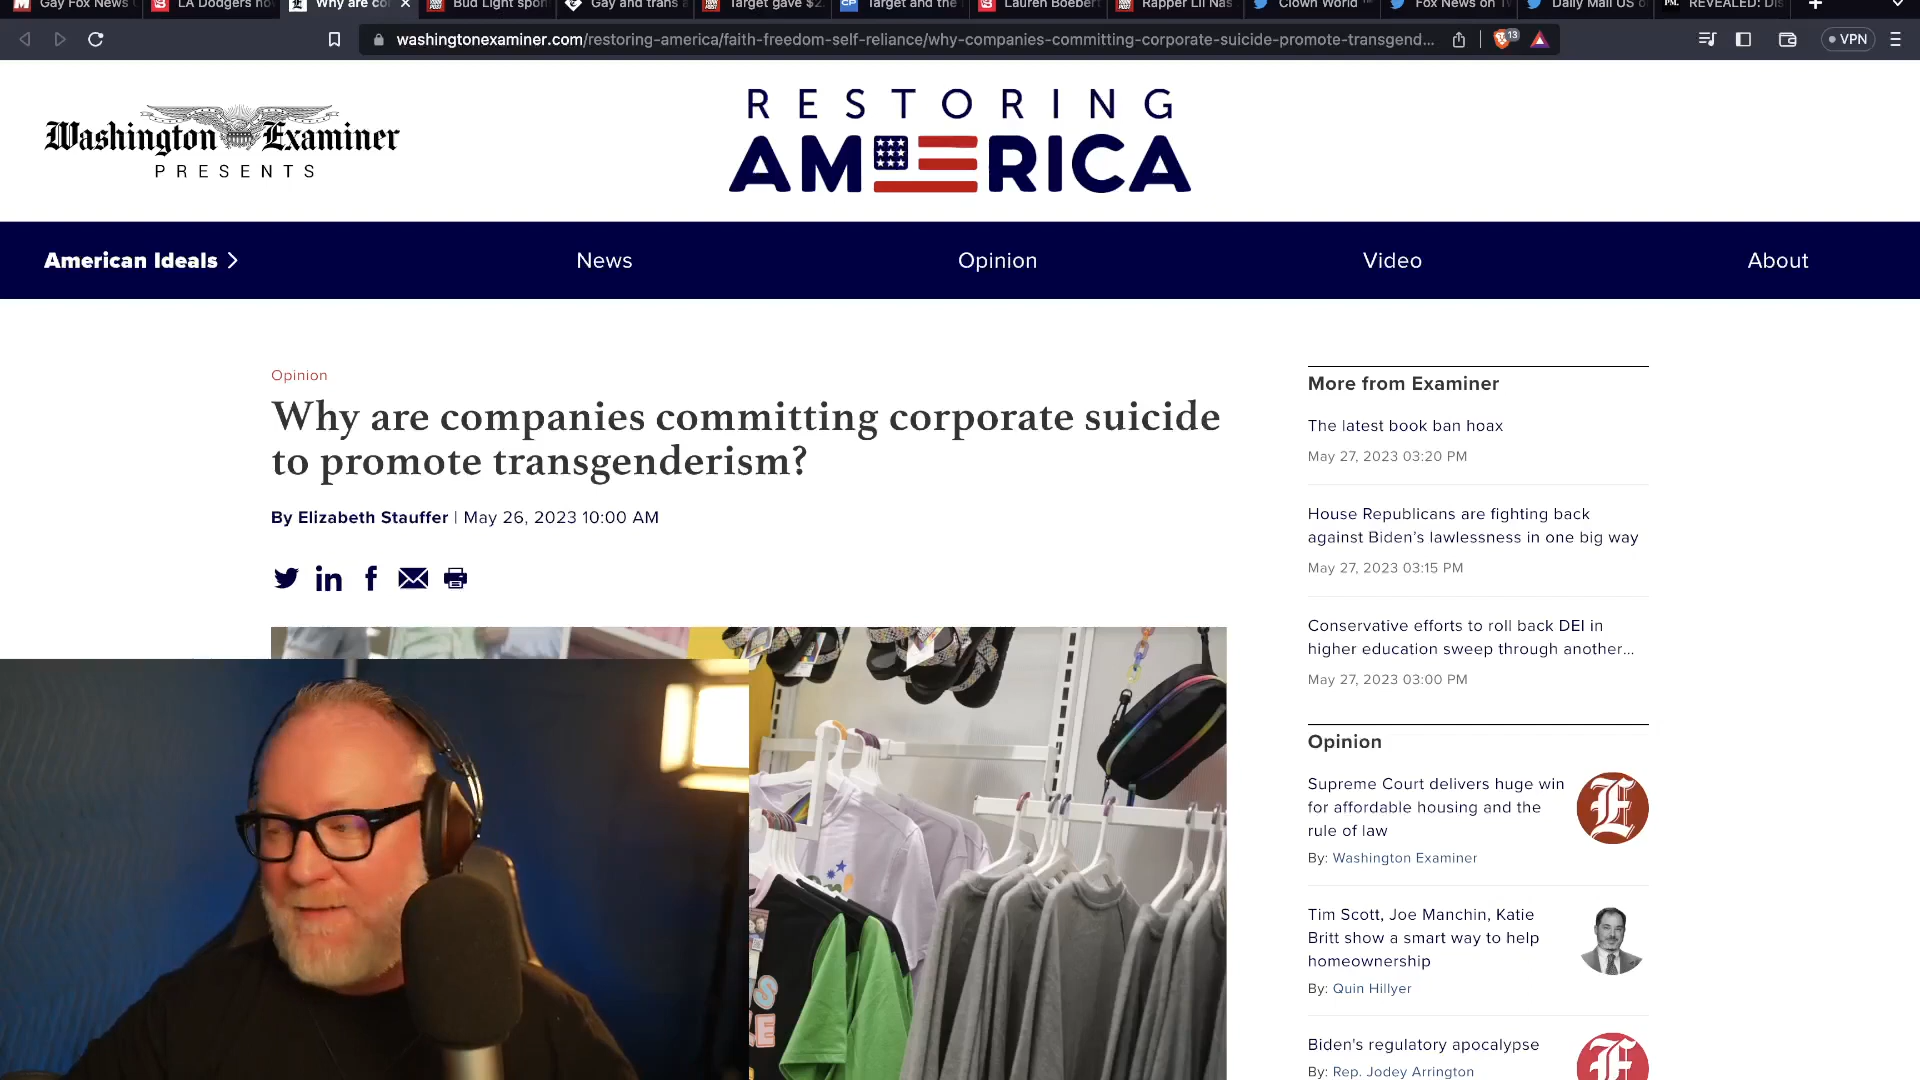 Gay Fox News
LA Dodgers no
Why are co
Bud Light spon
Gay and trans a
Target gave $2
Target and the
Lauren Boebert
Rapper Lil Nas
Clown World ™
Fox News on Tw
Daily Mail US o
REVEALED: Dis
washingtonexaminer.com/restoring-america/faith-freedom-self-reliance/why-companies-committing-corporate-suicide-promote-transgend...
13
VPN
Washington Examiner
PRESENTS
RESTORING
AMERICA
American Ideals
News
Opinion
Video
About
Opinion
Why are companies committing corporate suicide
to promote transgenderism?
By Elizabeth Stauffer | May 26, 2023 10:00 AM
More from Examiner
The latest book ban hoax
May 27, 2023 03:20 PM
House Republicans are fighting back
against Biden’s lawlessness in one big way
May 27, 2023 03:15 PM
Conservative efforts to roll back DEI in
higher education sweep through another...
May 27, 2023 03:00 PM
Opinion
Supreme Court delivers huge win
for affordable housing and the
rule of law
By: Washington Examiner
Tim Scott, Joe Manchin, Katie
Britt show a smart way to help
homeownership
By: Quin Hillyer
Biden's regulatory apocalypse
By: Rep. Jodey Arrington